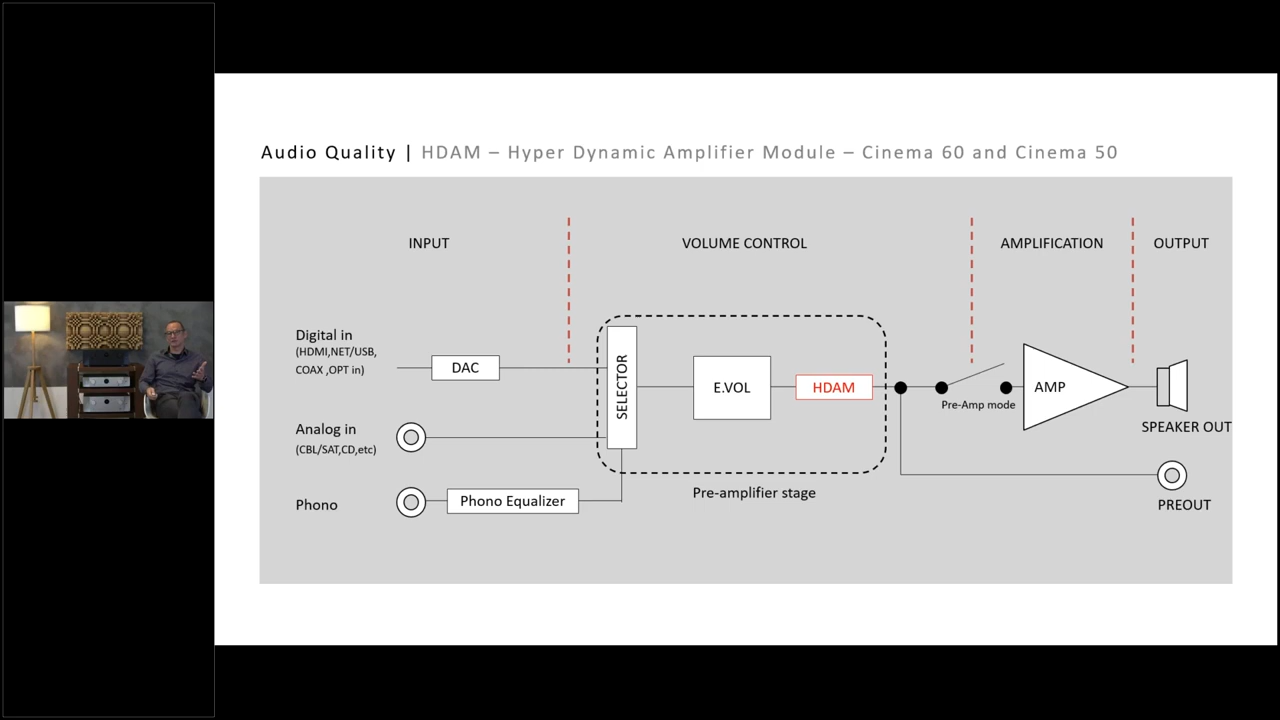 Audio Quality | HDAM – Hyper Dynamic Amplifier Module – Cinema 60 and Cinema 50
INPUT
VOLUME CONTROL
AMPLIFICATION
OUTPUT
Digital in
(HDMI,NET/USB,
COAX ,OPT in)
DAC
SELECTOR
E.VOL
HDAM
Pre-Amp mode
AMP
SPEAKER OUT
Analog in
(CBL/SAT,CD,etc)
Phono
Phono Equalizer
Pre-amplifier stage
PREOUT